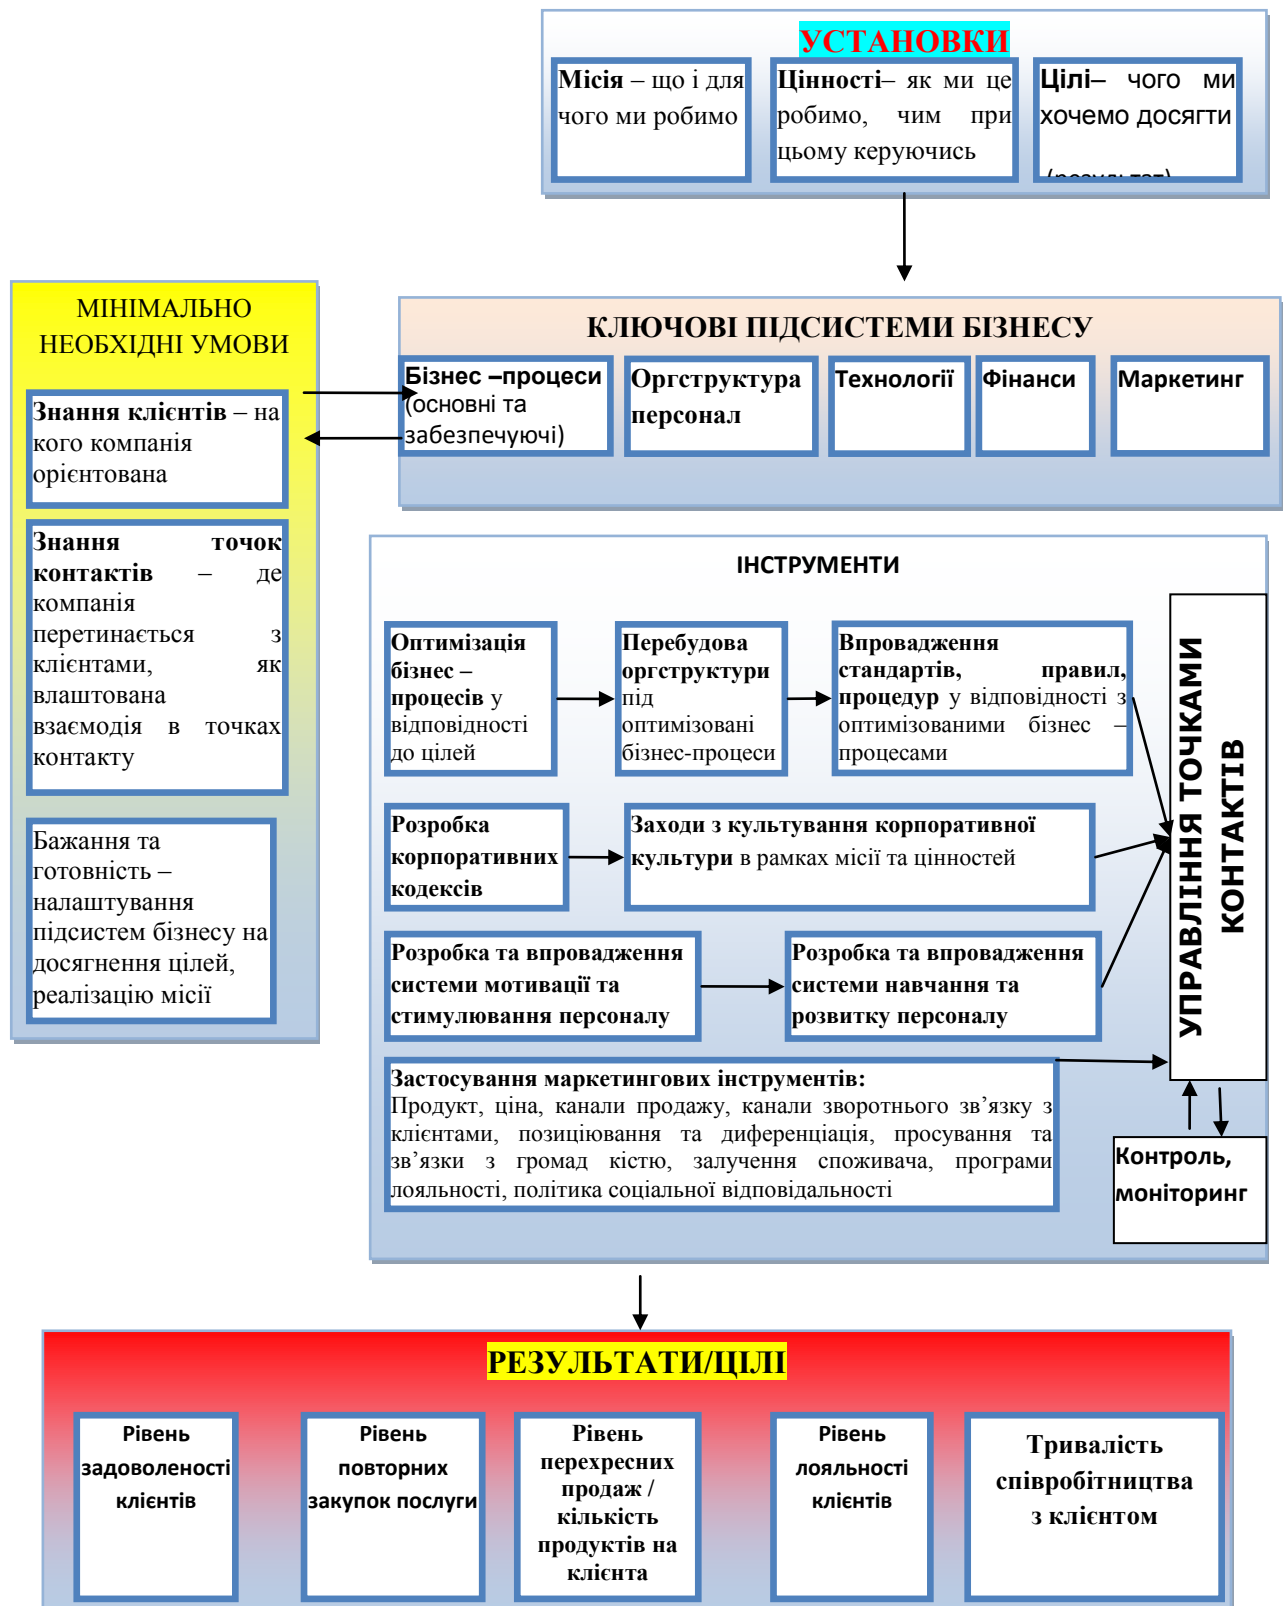 УСТАНОВКИ
Місія – що і для
чого ми робимо
Цінності– як ми це
робимо, чим при
цьому керуючись
Цілі– чого ми
хочемо досягти
(результат)
МІНІМАЛЬНО
НЕОБХІДНІ УМОВИ
Знання клієнтів – на
кого компанія
орієнтована
Знання точок
контактів – де
компанія
перетинається з
клієнтами, як
влаштована
взаємодія в точках
контакту
Бажання та
готовність –
налаштування
підсистем бізнесу на
досягнення цілей,
реалізацію місії
КЛЮЧОВІ ПІДСИСТЕМИ БІЗНЕСУ
Бізнес –процеси
(основні та
забезпечуючі)
Оргструктура
персонал
Технології
Фінанси
Маркетинг
ІНСТРУМЕНТИ
Оптимізація
бізнес –
процесів у
відповідності
до цілей
Перебудова
оргструктури
під
оптимізовані
бізнес-процеси
Впровадження
стандартів, правил,
процедур у відповідності з
оптимізованими бізнес –
процесами
Розробка
корпоративних
кодексів
Заходи з культування корпоративної
культури в рамках місії та цінностей
Розробка та впровадження
системи мотивації та
стимулювання персоналу
Розробка та впровадження
системи навчання та
розвитку персоналу
Застосування маркетингових інструментів:
Продукт, ціна, канали продажу, канали зворотнього зв’язку з
клієнтами, позиціювання та диференціація, просування та
зв’язки з громад кістю, залучення споживача, програми
лояльності, політика соціальної відповідальності
УПРАВЛІННЯ ТОЧКАМИ
КОНТАКТІВ
Контроль,
моніторинг
РЕЗУЛЬТАТИ/ЦІЛІ
Рівень
задоволеності
клієнтів
Рівень
повторних
закупок послуги
Рівень
перехресних
продаж /
кількість
продуктів на
клієнта
Рівень
лояльності
клієнтів
Тривалість
співробітництва
з клієнтом